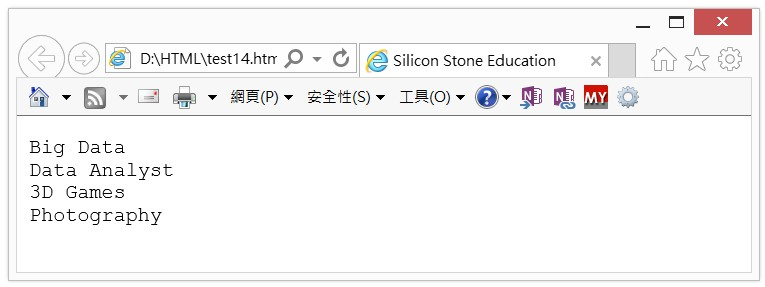 D:\HTML\test14.htm
Silicon Stone Education
網頁(P) 安全性(S) 工具(O) MY
Big Data
Data Analyst
3D Games
Photography